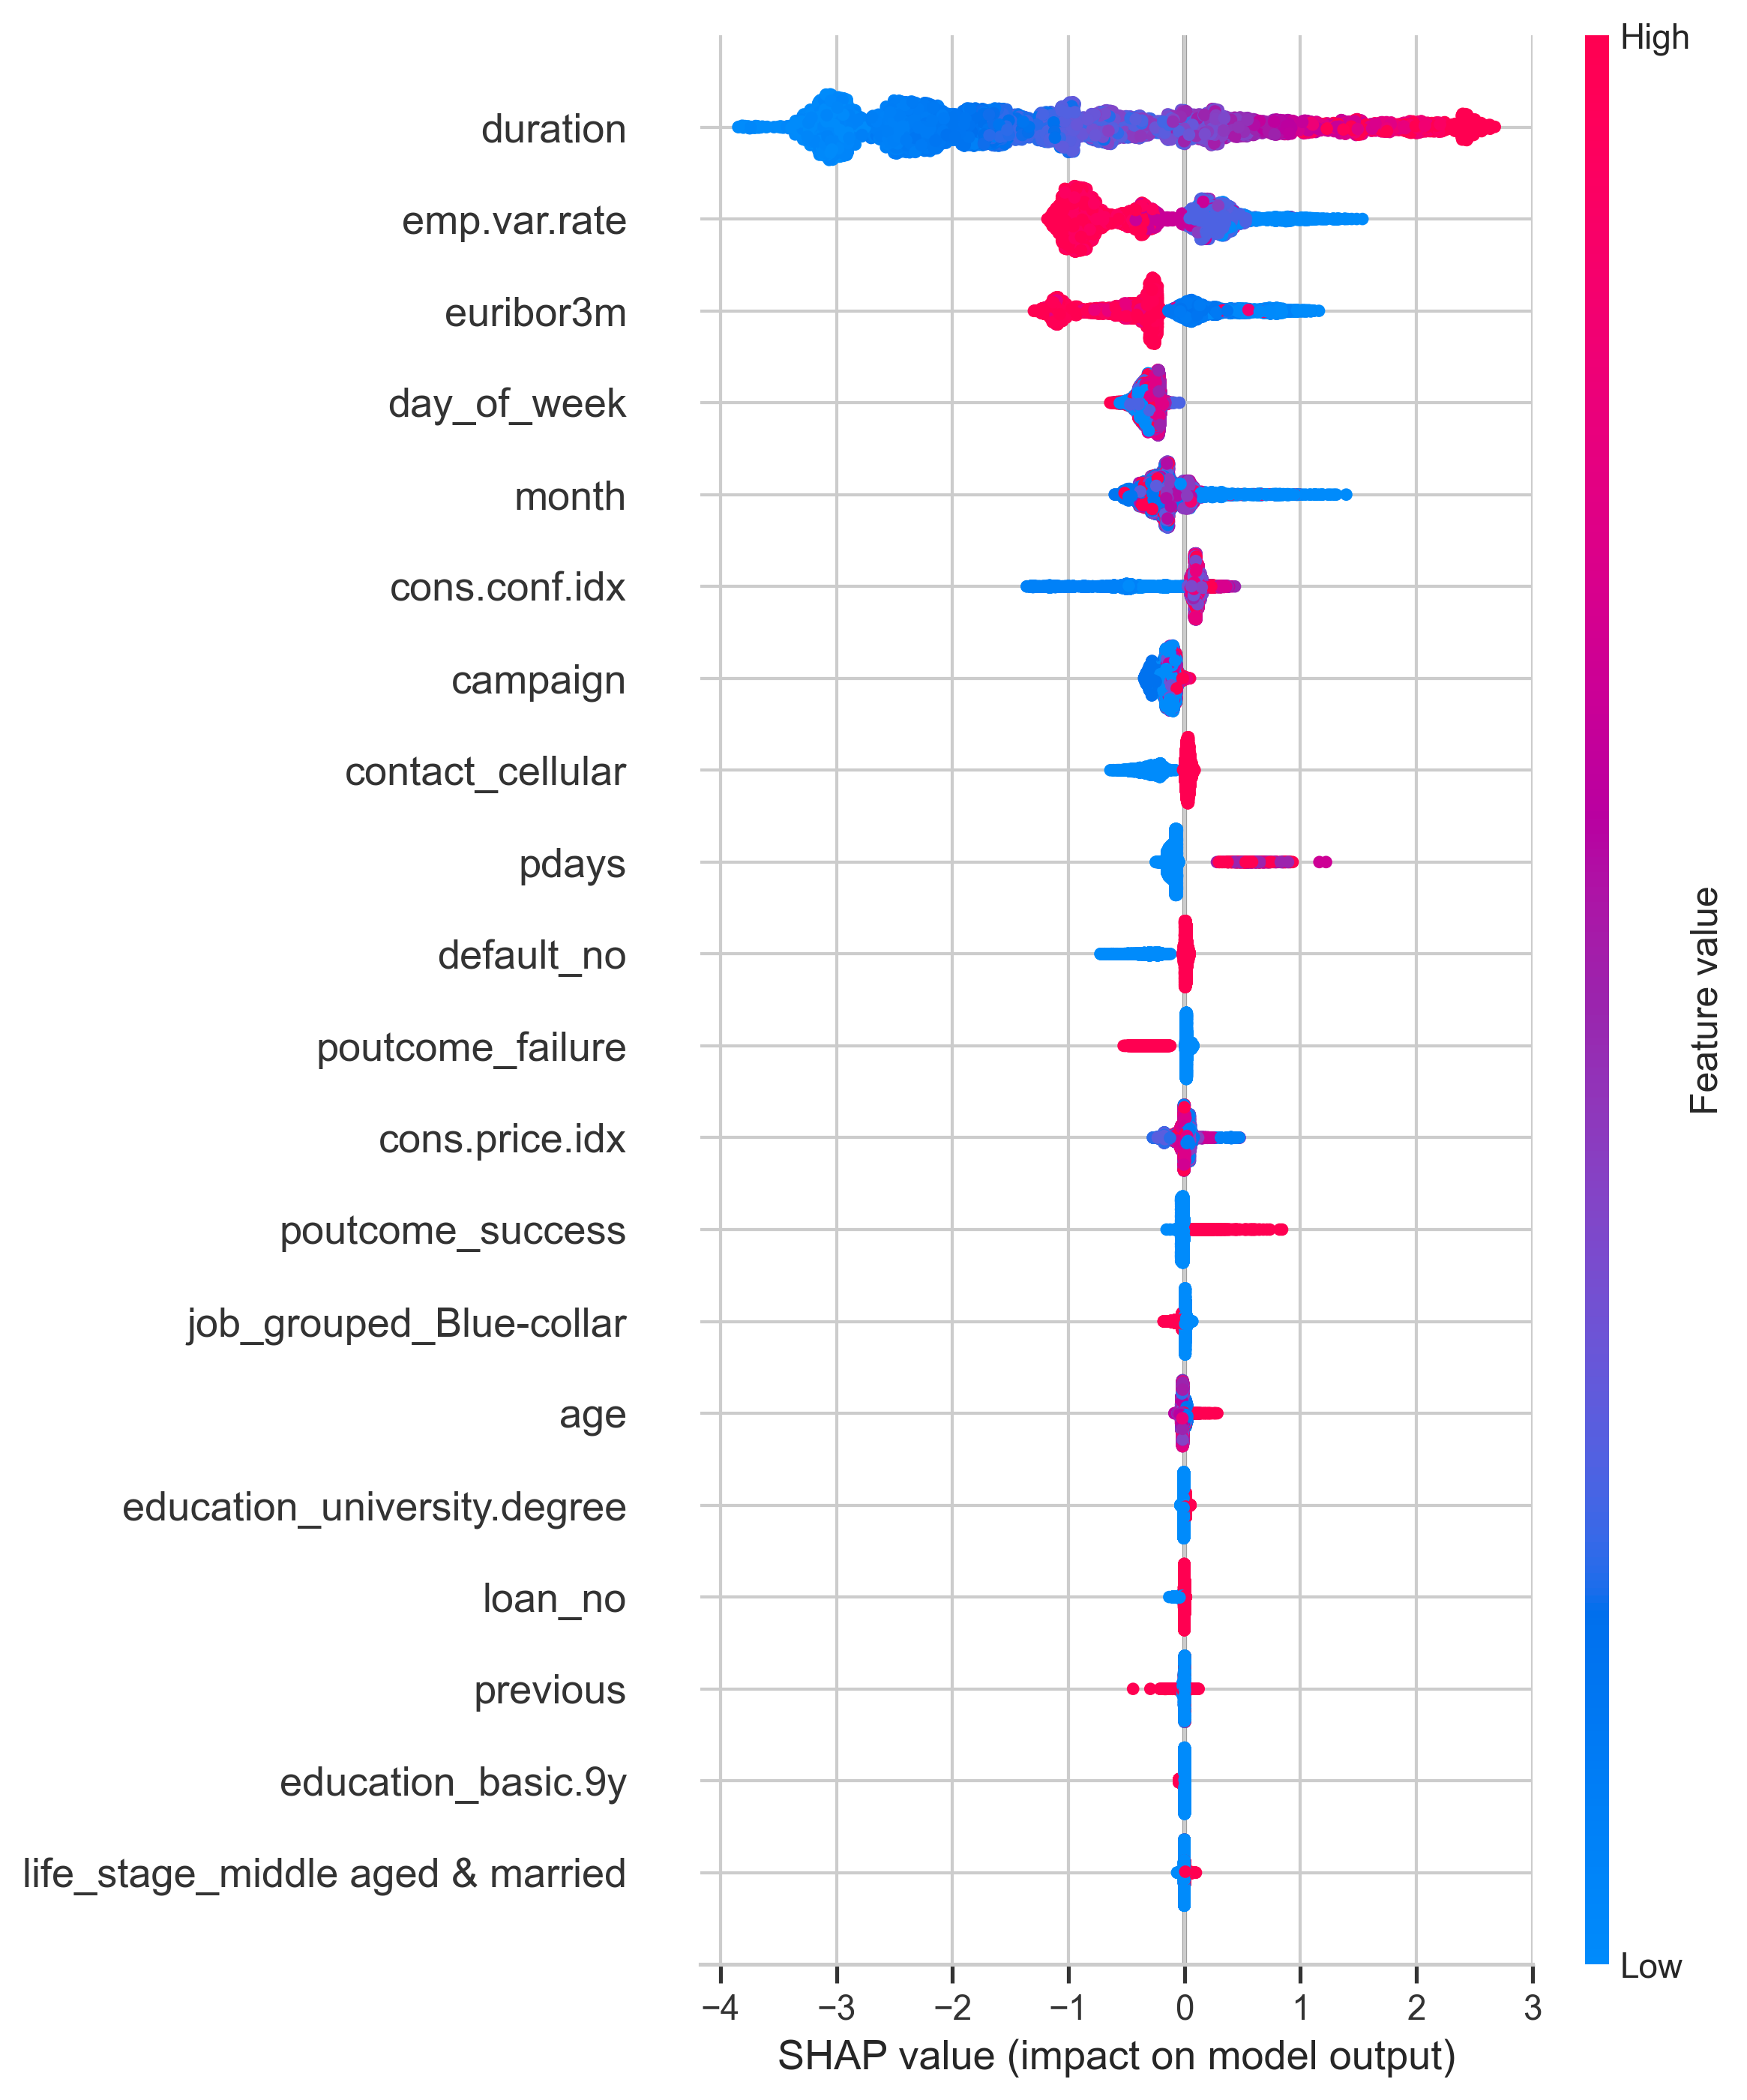 High
duration
emp.var.rate
euribor3m
day_of_week
month
cons.conf.idx
campaign
contact_cellular
pdays
default_no
poutcome_failure
cons.price.idx
poutcome_success
job_grouped_Blue-collar
age
education_university.degree
loan_no
previous
education_basic.9y
life_stage_middle aged & married
Feature value
Low
−4 −3 −2 −1 0 1 2 3
SHAP value (impact on model output)